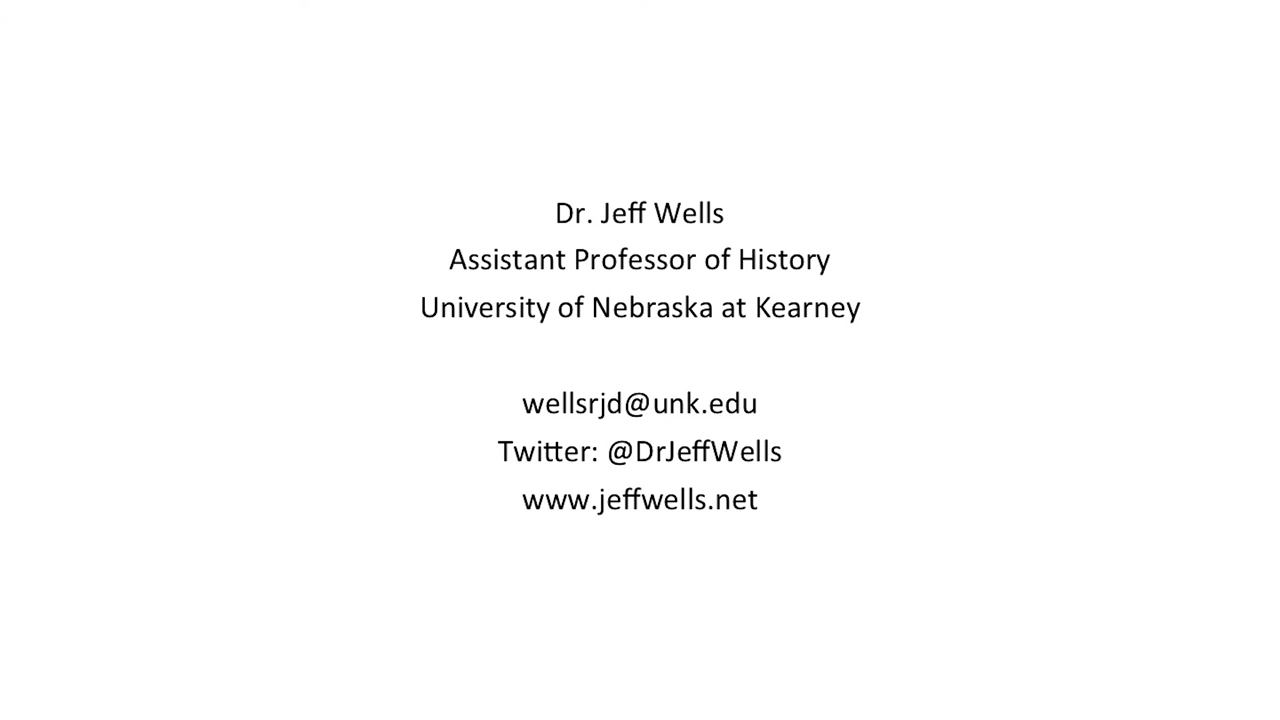 Dr. Jeff Wells
Assistant Professor of History
University of Nebraska at Kearney
wellsrjd@unk.edu
Twitter: @DrJeffWells
www.jeffwells.net